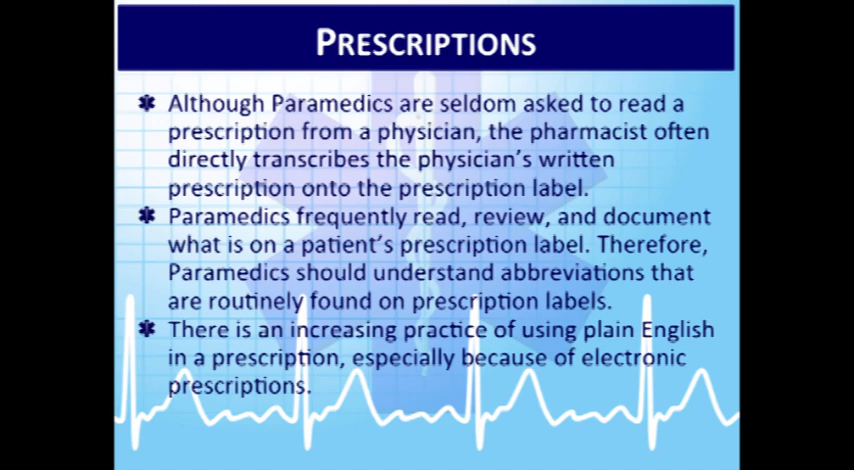 PRESCRIPTIONS
Although Paramedics are seldom asked to read a
prescription from a physician, the pharmacist often
directly transcribes the physician's written
prescription onto the prescription label.
Paramedics frequently read, review, and document
what is on a patient's prescription label. Therefore,
Paramedics should understand abbreviations that
are routinely found on prescription labels.
There is an increasing practice of using plain English
in a prescription, especially because of electronic
prescriptions.